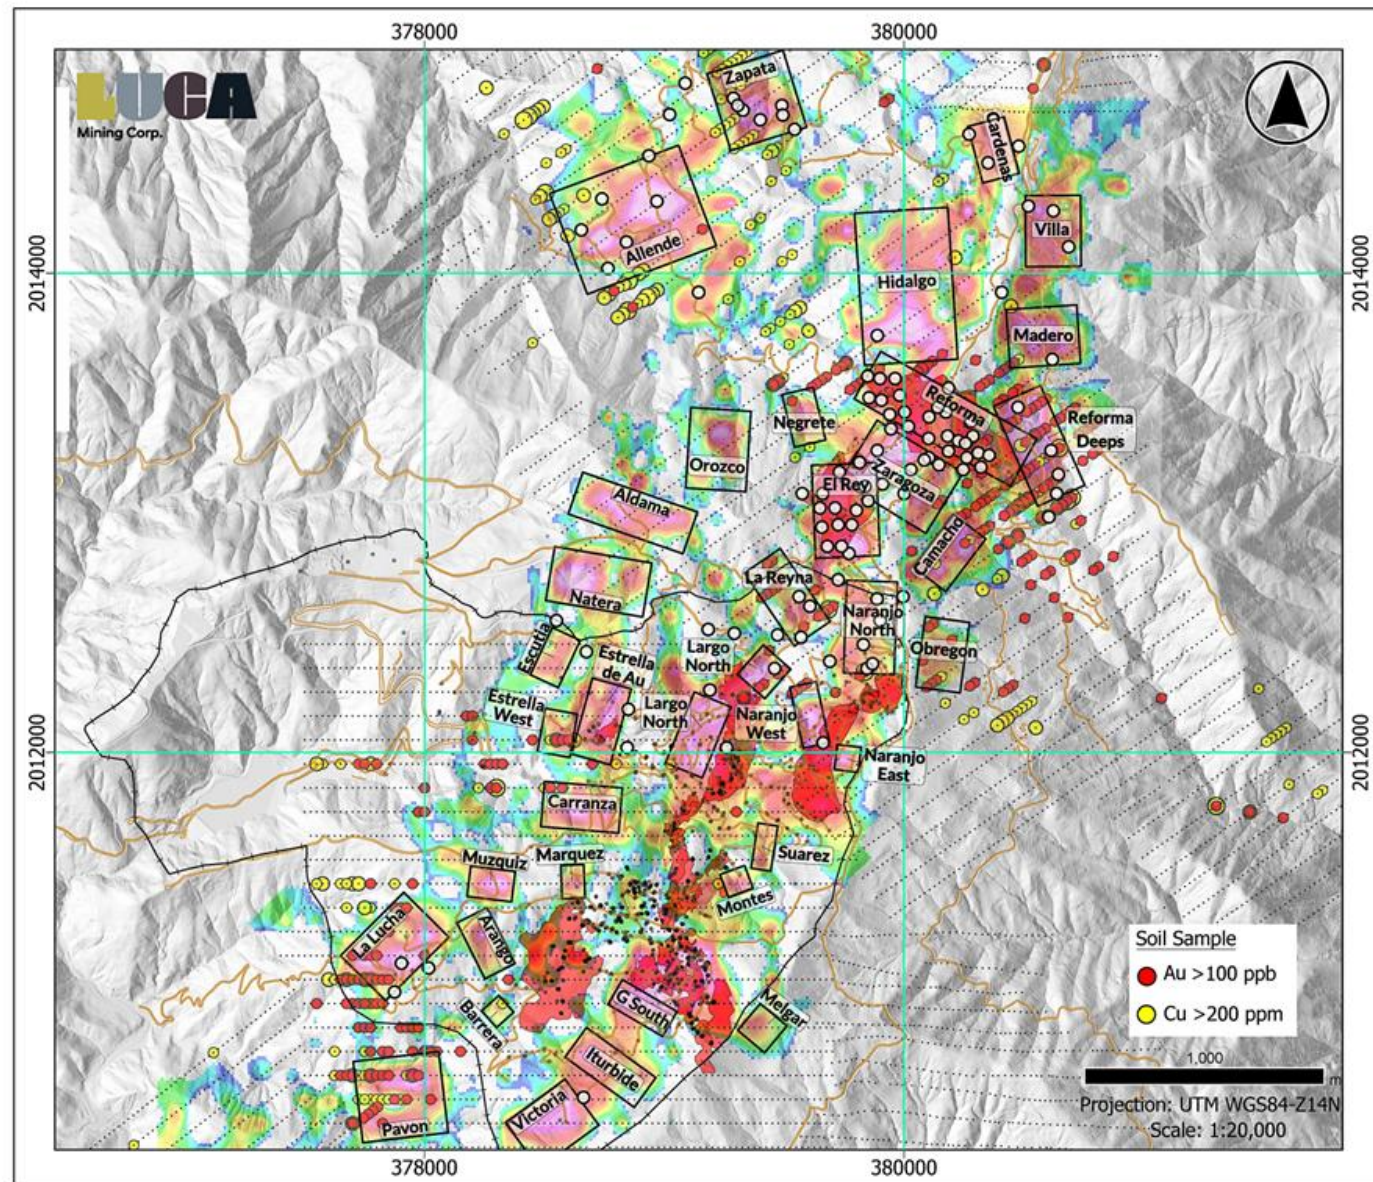 378000
380000
LUCA
Mining Corp.
Zapata
Cardenas
Villa
Allende
2014000
2014000
Hidalgo
Madero
Reforma
Reforma
Deeps
Negrete
Orozco
Zaragoza
El Rey
Aldama
Camacho
La Reyna
Natera
Naranjo
North
Escutia
Largo
North
Obregon
Estrella
de Au
Estrella
West
Largo
North
Naranjo
West
2012000
2012000
Naranjo
East
Carranza
Suarez
Muzquiz
Marquez
Montes
La Lucha
Arango
Soil Sample
Au >100 ppb
Cu >200 ppm
Barrera
G South
Melgar
Iturbide
1,000
m
Victoria
Pavon
Projection: UTM WGS84-Z14N
Scale: 1:20,000
378000
380000